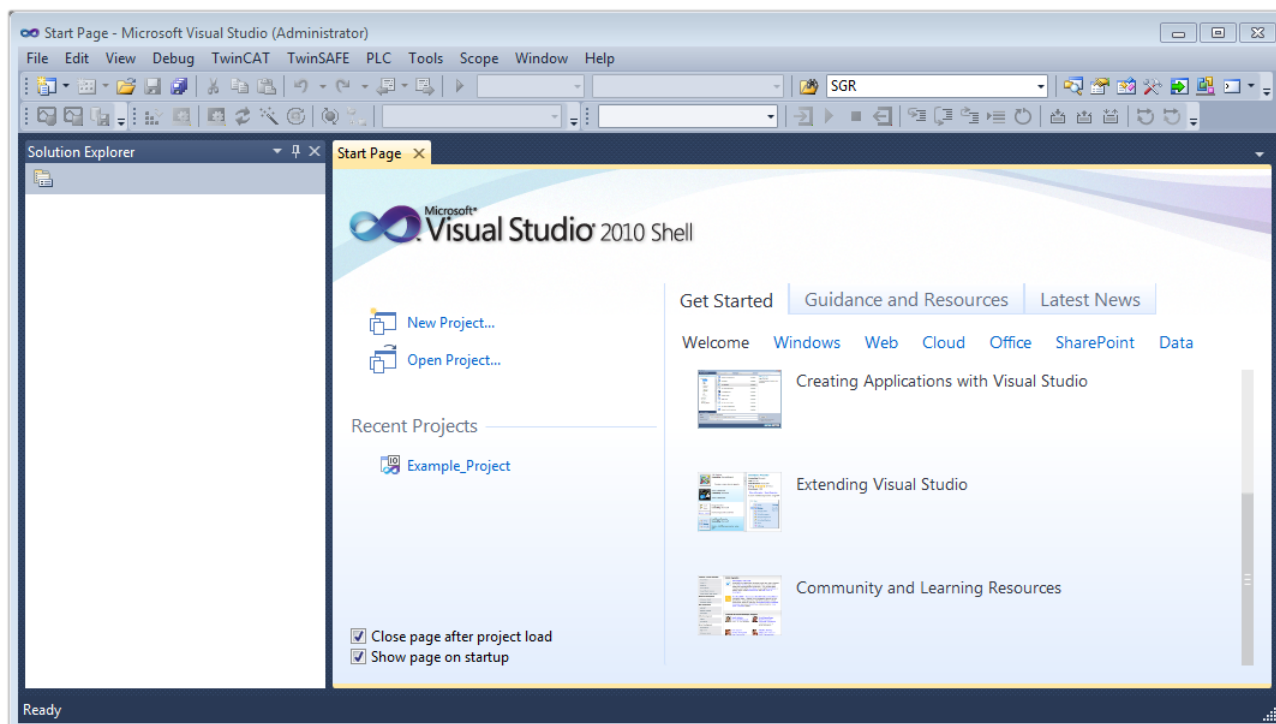 Start Page - Microsoft Visual Studio (Administrator)
File Edit View Debug TwinCAT TwinSAFE PLC Tools Scope Window Help
SGR
Solution Explorer
Start Page
Microsoft
Visual Studio 2010 Shell
New Project...
Open Project...
Recent Projects
Example_Project
Close page after project load
Show page on startup
Get Started Guidance and Resources Latest News
Welcome Windows Web Cloud Office SharePoint Data
Creating Applications with Visual Studio
Extending Visual Studio
Community and Learning Resources
Ready